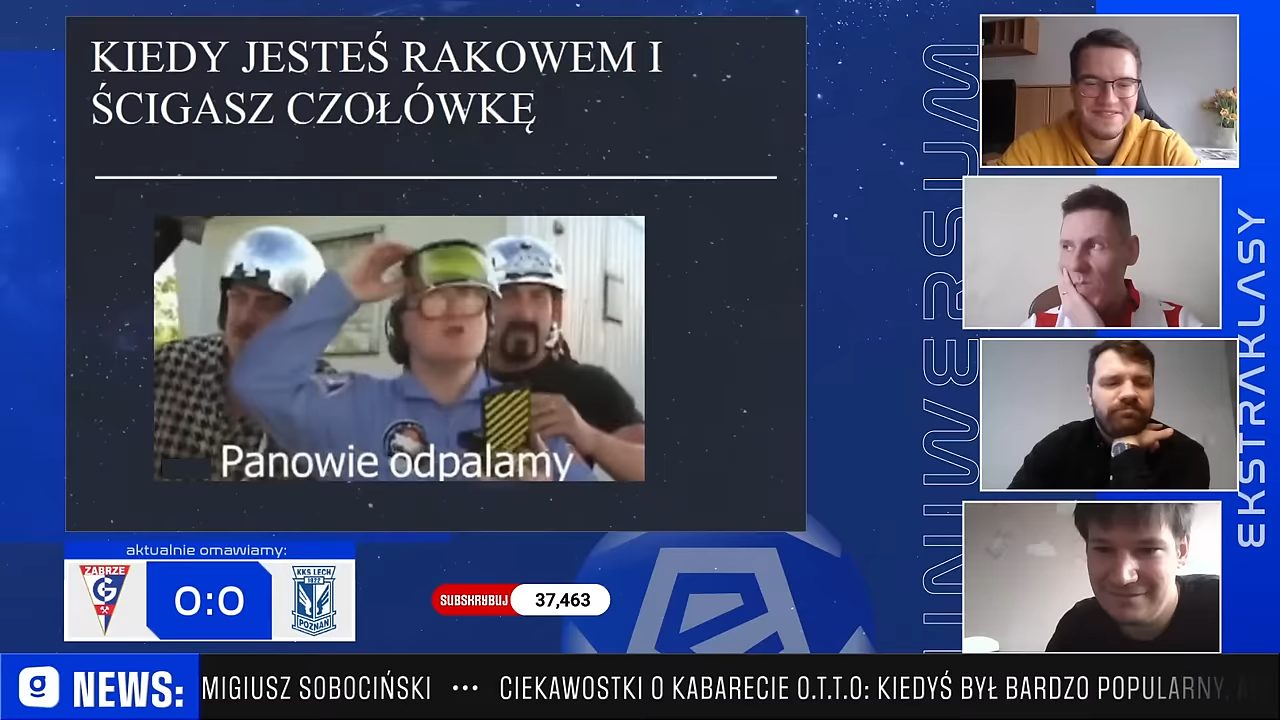 KIEDY JESTEŚ RAKOWEM I
ŚCIGASZ CZOŁÓWKĘ
Panowie odpalamy
UNIWERSUM
EKSTRAKLASY
aktualnie omawiamy:
ZABRZE
G
0:0
KKS LECH
1922
POZNAŃ
SUBSKRYBUJ
37,463
g NEWS:
MIGIUSZ SOBOCIŃSKI ••• CIEKAWOSTKI O KABARECIE O.T.T.O: KIEDYŚ BYŁ BARDZO POPULARNY,